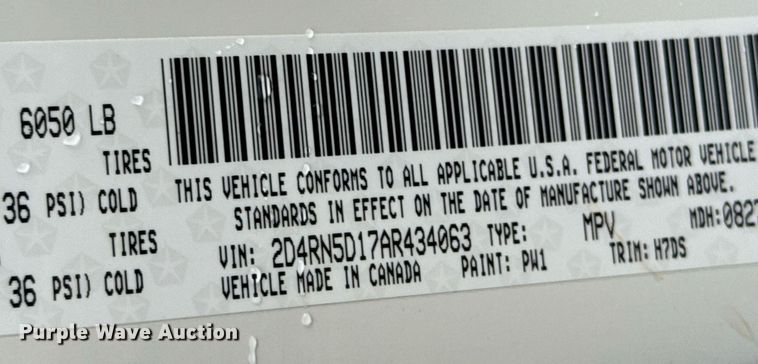 6050 LB
TIRES
36 PSI) COLD
TIRES
36 PSI) COLD
THIS VEHICLE CONFORMS TO ALL APPLICABLE U.S.A. FEDERAL MOTOR VEHICLE
STANDARDS IN EFFECT ON THE DATE OF MANUFACTURE SHOWN ABOVE.
VIN: 2D4RN5D17AR434063 TYPE: MPV MDH:0827
VEHICLE MADE IN CANADA PAINT: PW1 TRIM: H7DS
Purple Wave Auction